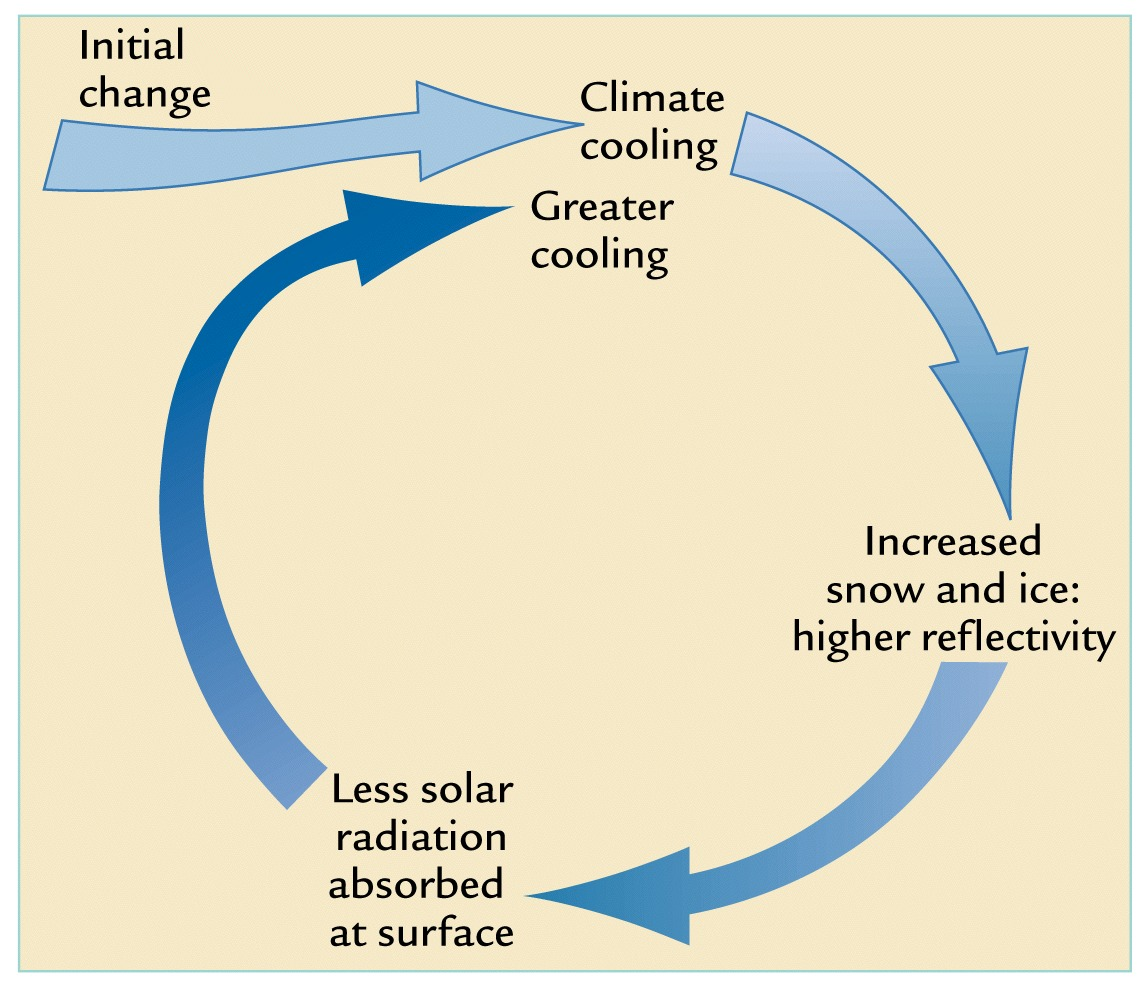 Initial
change
Climate
cooling
Greater
cooling
Increased
snow and ice:
higher reflectivity
Less solar
radiation
absorbed
at surface